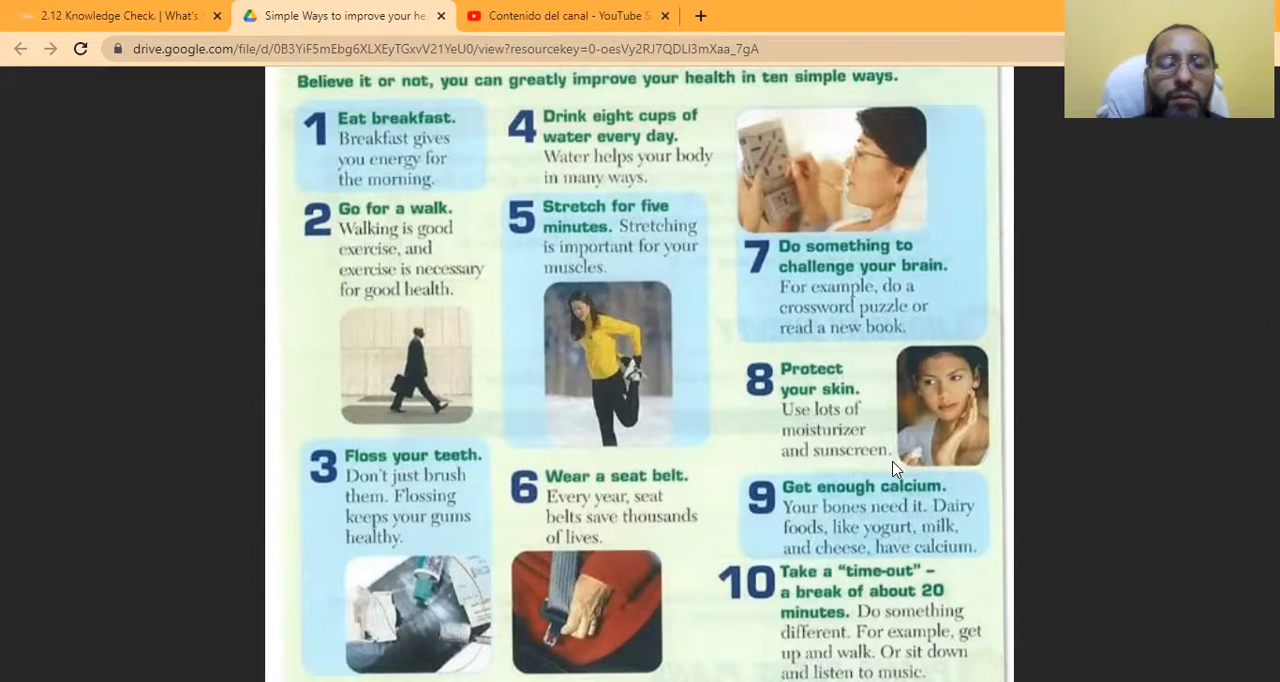 2.12 Knowledge Check. | What's
Simple Ways to improve your he
Contenido del canal - YouTube S
drive.google.com/file/d/0B3YiF5mEbg6XLXEyTGxvV21YeU0/view?resourcekey=0-oesVy2RJ7QDLI3mXaa_7gA
Believe it or not, you can greatly improve your health in ten simple ways.
1 Eat breakfast.
Breakfast gives
you energy for
the morning.
2 Go for a walk.
Walking is good
exercise, and
exercise is necessary
for good health.
3 Floss your teeth.
Don't just brush
them. Flossing
keeps your gums
healthy.
4 Drink eight cups of
water every day.
Water helps your body
in many ways.
5 Stretch for five
minutes. Stretching
is important for your
muscles.
6 Wear a seat belt.
Every year, seat
belts save thousands
of lives.
7 Do something to
challenge your brain.
For example, do a
crossword puzzle or
read a new book.
8 Protect
your skin.
Use lots of
moisturizer
and sunscreen.
9 Get enough calcium.
Your bones need it. Dairy
foods, like yogurt, milk,
and cheese, have calcium.
10 Take a "time-out" –
a break of about 20
minutes. Do something
different. For example, get
up and walk. Or sit down
and listen to music.